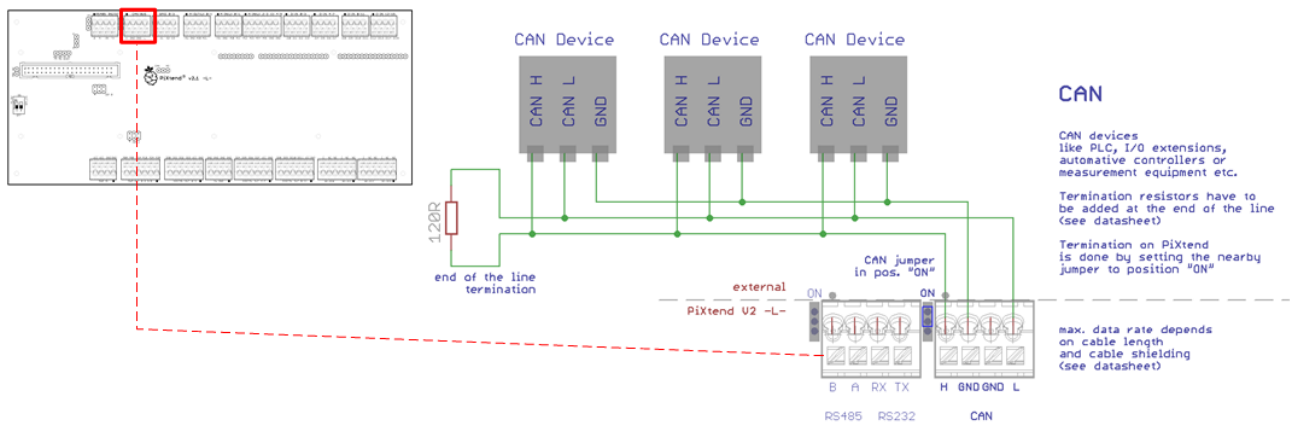 PiXtend® v2.1 -L-
CAN Device
CAN Device
CAN Device
CAN H
CAN L
GND
CAN H
CAN L
GND
CAN H
CAN L
GND
120R
end of the line
termination
CAN
CAN devices
like PLC, I/O extensions,
automative controllers or
measurement equipment etc.
Termination resistors have to
be added at the end of the line
(see datasheet)
Termination on PiXtend
is done by setting the nearby
jumper to position "ON"
CAN jumper
in pos. "ON"
external
ON
ON
PiXtend V2 -L-
max. data rate depends
on cable length
and cable shielding
(see datasheet)
B A RX TX
H GND GND L
RS485 RS232
CAN